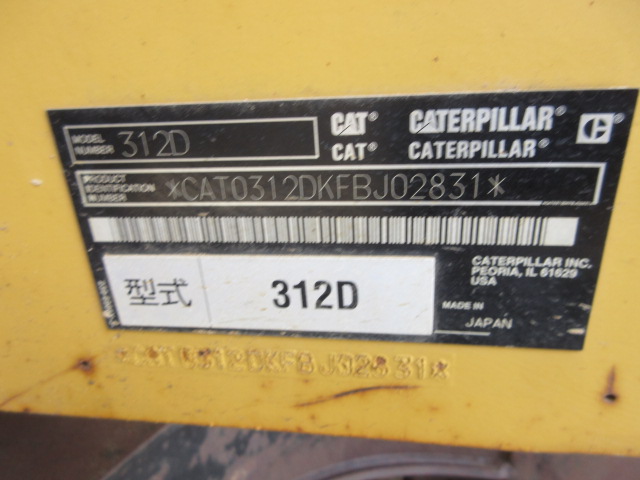 MODEL NUMBER 312D
CAT® CATERPILLAR®
CAT® CATERPILLAR®
PRODUCT IDENTIFICATION NUMBER *CAT0312DKFBJ02831*
型式 312D
CATERPILLAR INC.
PEORIA, IL 61629
USA
MADE IN
JAPAN
*CAT0312DKFBJ02831*